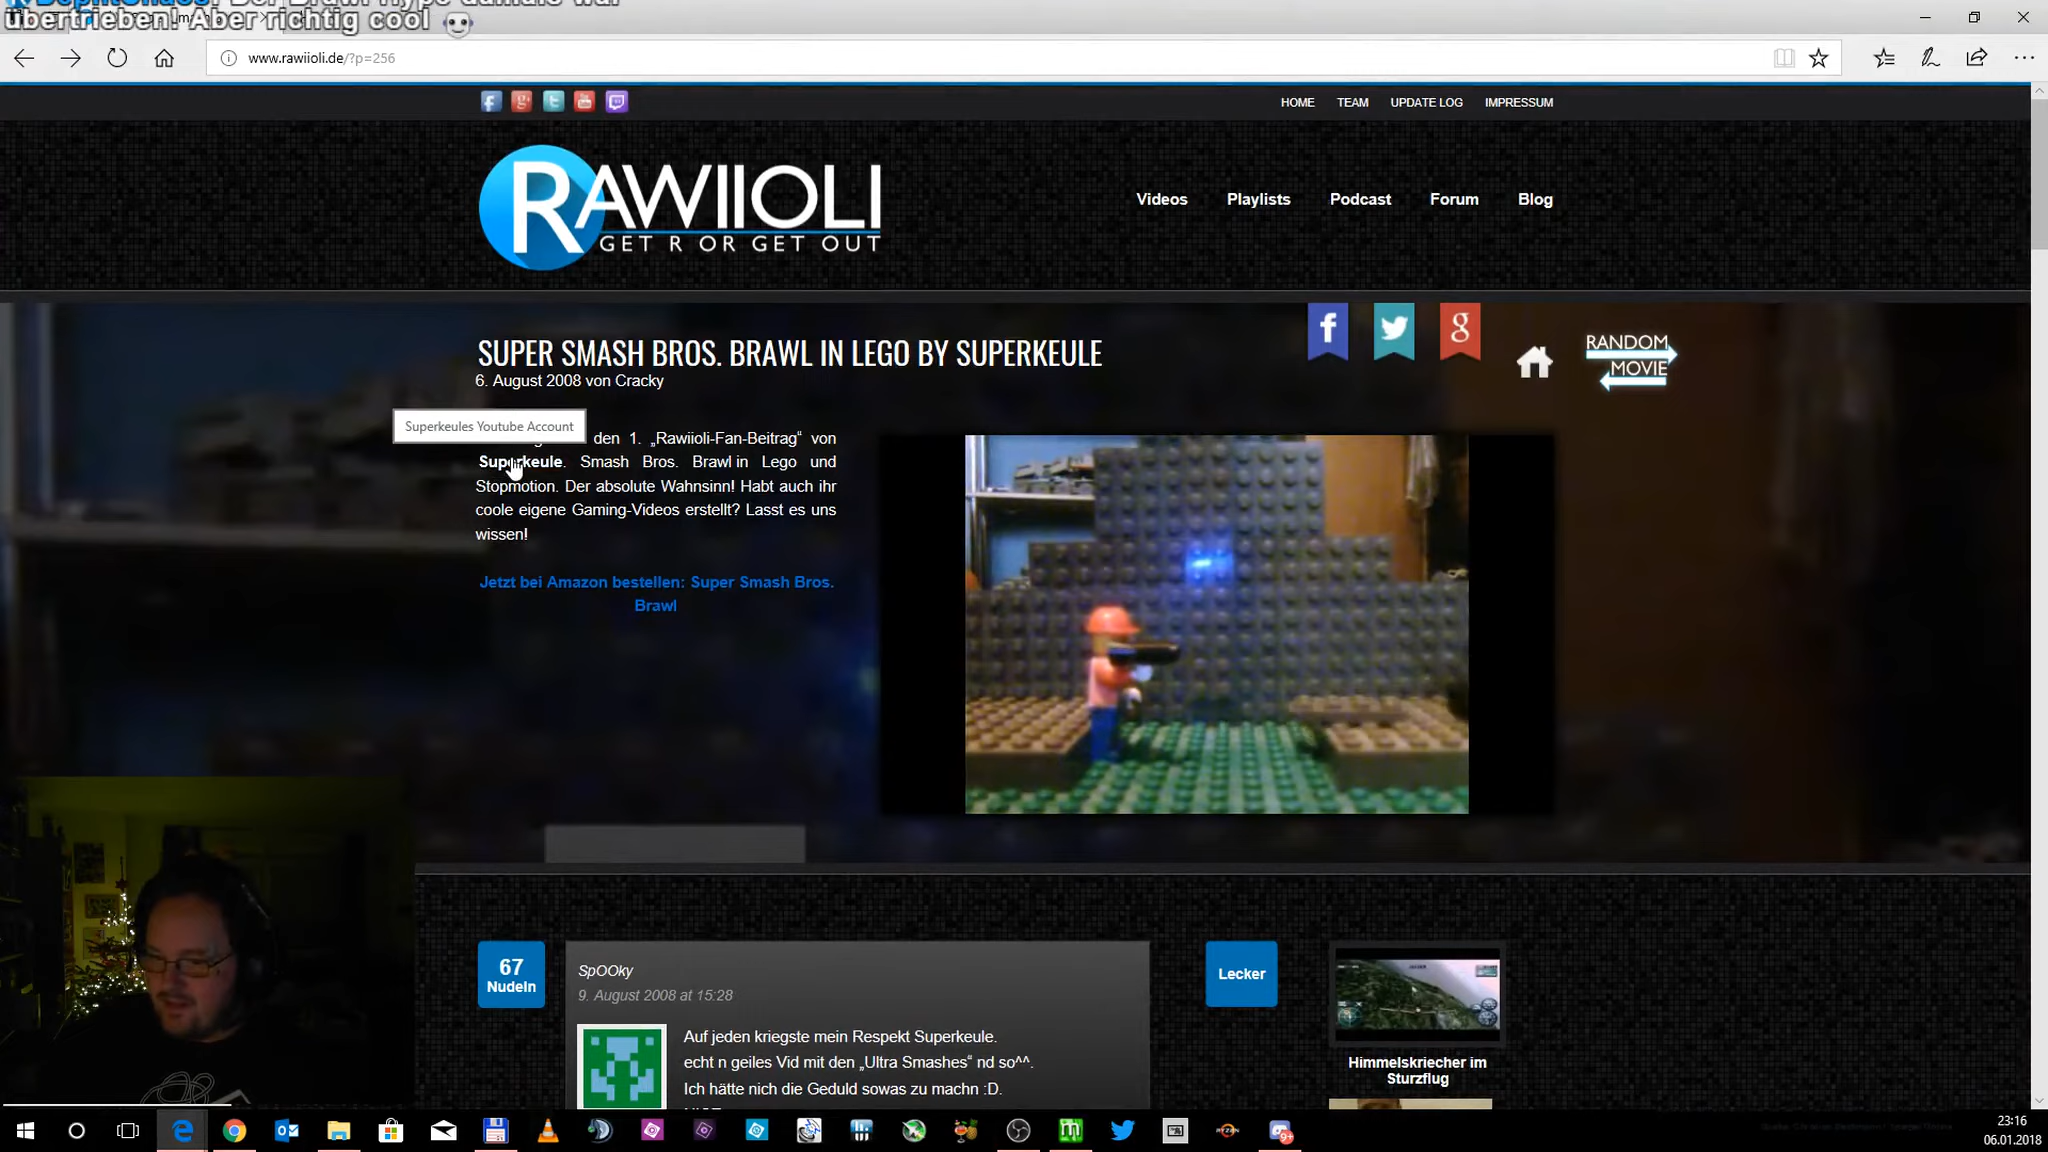 übertrieben! Aber richtig cool
www.rawiioli.de/?p=256
HOME TEAM UPDATE LOG IMPRESSUM
RAWIIOLI
GET R OR GET OUT
Videos Playlists Podcast Forum Blog
SUPER SMASH BROS. BRAWL IN LEGO BY SUPERKEULE
6. August 2008 von Cracky
RANDOM
MOVIE
Superkeules Youtube Account
den 1. „Rawiioli-Fan-Beitrag“ von
Superkeule. Smash Bros. Brawl in Lego und
Stopmotion. Der absolute Wahnsinn! Habt auch ihr
coole eigene Gaming-Videos erstellt? Lasst es uns
wissen!
Jetzt bei Amazon bestellen: Super Smash Bros.
Brawl
67
Nudeln
SpOOky
9. August 2008 at 15:28
Auf jeden kriegste mein Respekt Superkeule.
echt n geiles Vid mit den „Ultra Smashes“ nd so^^.
Ich hätte nich die Geduld sowas zu machn :D.
Lecker
Himmelskriecher im
Sturzflug
23:16
06.01.2018